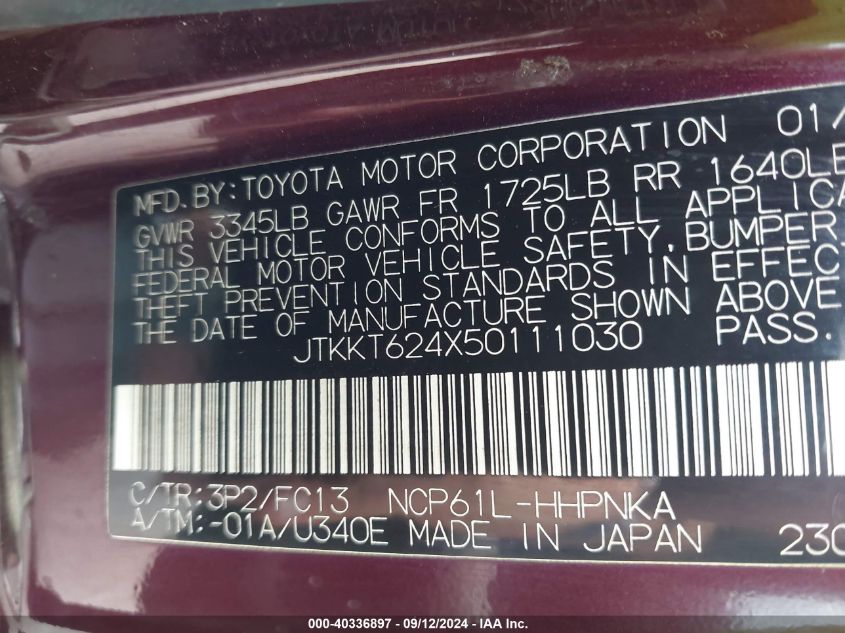 MFD. BY: TOYOTA MOTOR CORPORATION 01/
GVWR 3345LB GAWR FR 1725LB RR 1640LB
THIS VEHICLE CONFORMS TO ALL APPLICA
FEDERAL MOTOR VEHICLE SAFETY, BUMPER,
THEFT PREVENTION STANDARDS IN EFFEC
THE DATE OF MANUFACTURE SHOWN ABOVE
JTKKT624X50111030 PASS.
C/TR: 3P2/FC13 NCP61L-HHPNKA
A/TM: -01A/U340E MADE IN JAPAN 230
000-40336897 - 09/12/2024 - IAAI Inc.